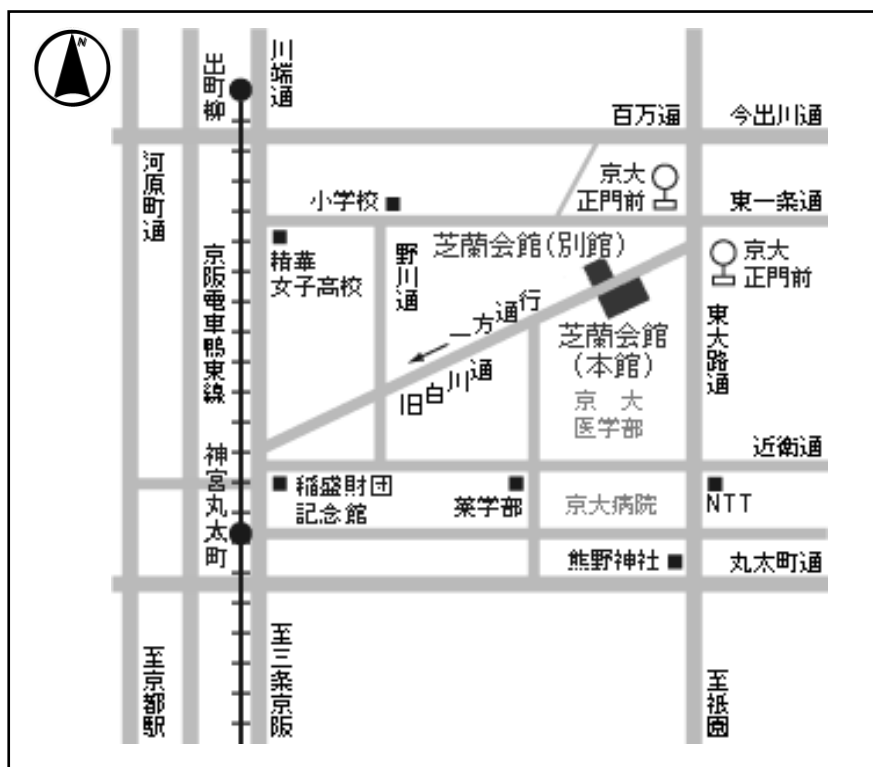 N
出町柳
川端通
百万遍
今出川通
河原町通
小学校
京大
正門前
東一条通
精華
女子高校
野川通
芝蘭会館(別館)
京大
正門前
京阪電車鴨東線
一方通行
芝蘭会館
(本館)
東大路通
旧白川通
京 大
医学部
近衛通
神宮丸太町
稲盛財団
記念館
薬学部
京大病院
NTT
熊野神社
丸太町通
至京都駅
至三条京阪
至祇園